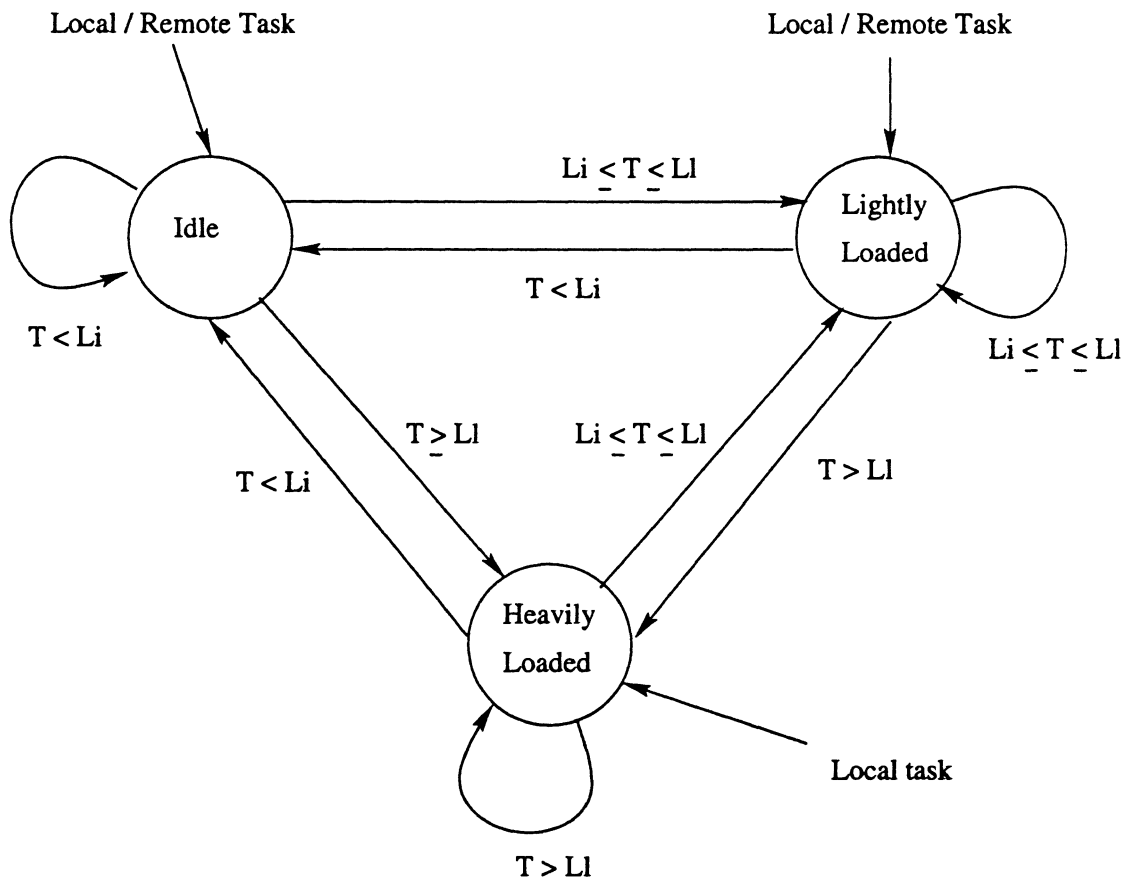 Local / Remote Task
Local / Remote Task
Li ≤ T ≤ Ll
Idle
Lightly
Loaded
T < Li
T < Li
Li ≤ T ≤ Ll
T ≥ Ll
Li ≤ T ≤ Ll
T < Li
T > Ll
Heavily
Loaded
Local task
T > Ll